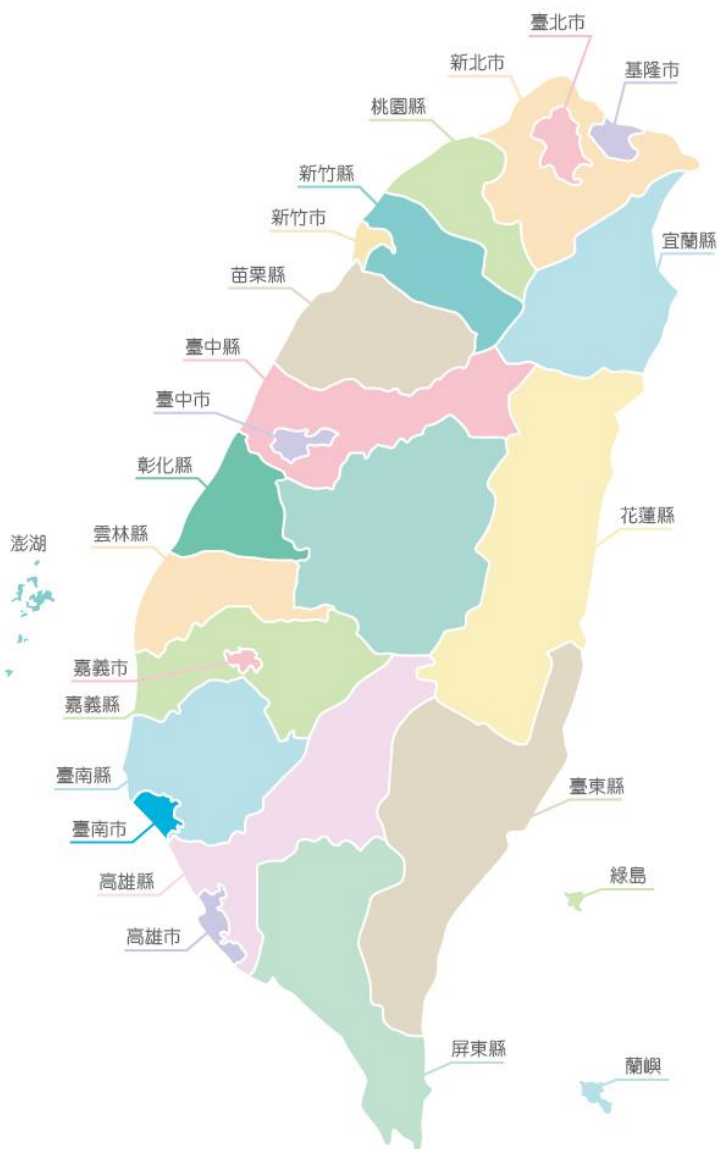 臺北市
新北市
基隆市
桃園縣
新竹縣
新竹市
宜蘭縣
苗栗縣
臺中縣
臺中市
彰化縣
花蓮縣
雲林縣
澎湖
嘉義市
嘉義縣
臺南縣
臺東縣
臺南市
高雄縣
綠島
高雄市
屏東縣
蘭嶼